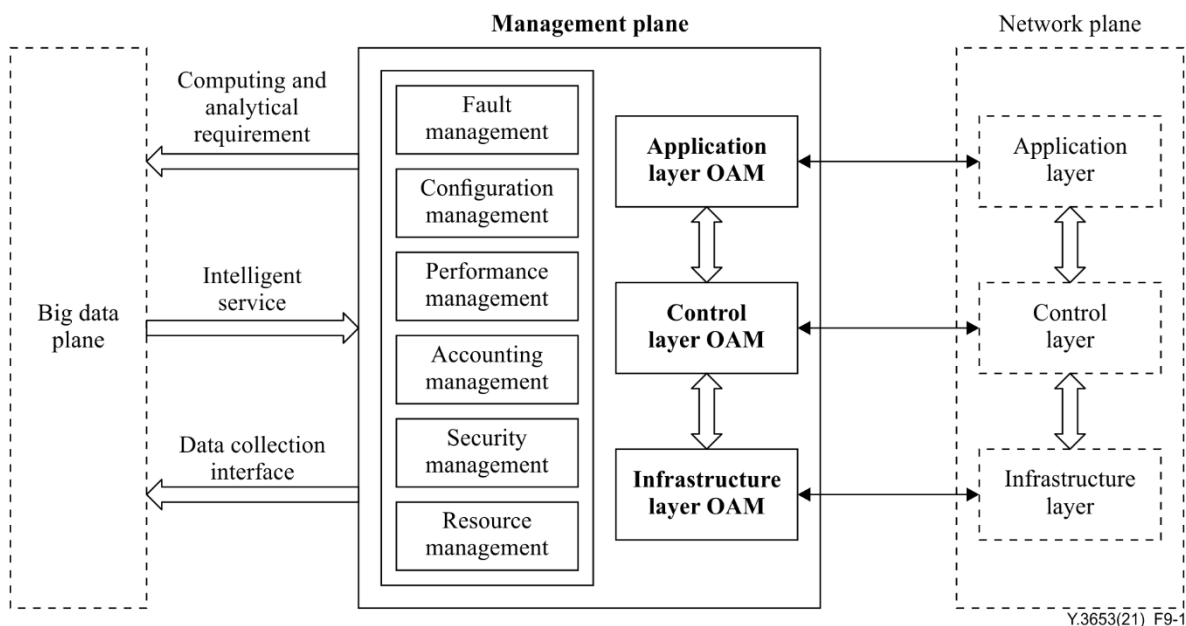 Management plane
Network plane
Computing and
analytical
requirement
Intelligent
service
Big data
plane
Data collection
interface
Fault
management
Configuration
management
Performance
management
Accounting
management
Security
management
Resource
management
Application
layer OAM
Control
layer OAM
Infrastructure
layer OAM
Application
layer
Control
layer
Infrastructure
layer
Y.3653(21)_F9-1